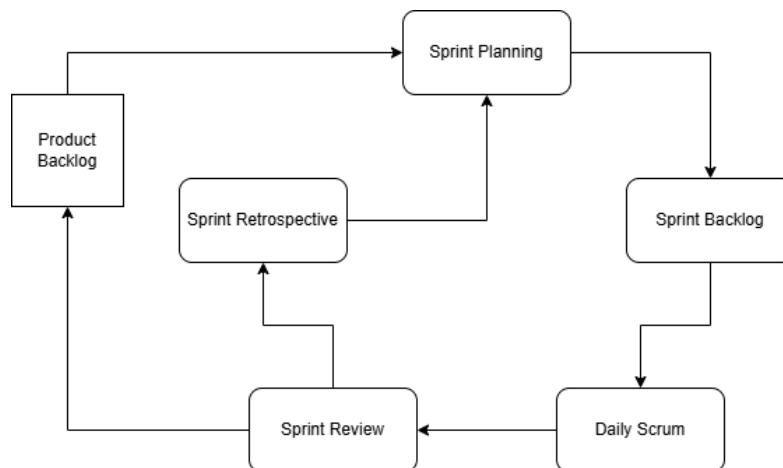 Sprint Planning
Product
Backlog
Sprint Retrospective
Sprint Backlog
Sprint Review
Daily Scrum